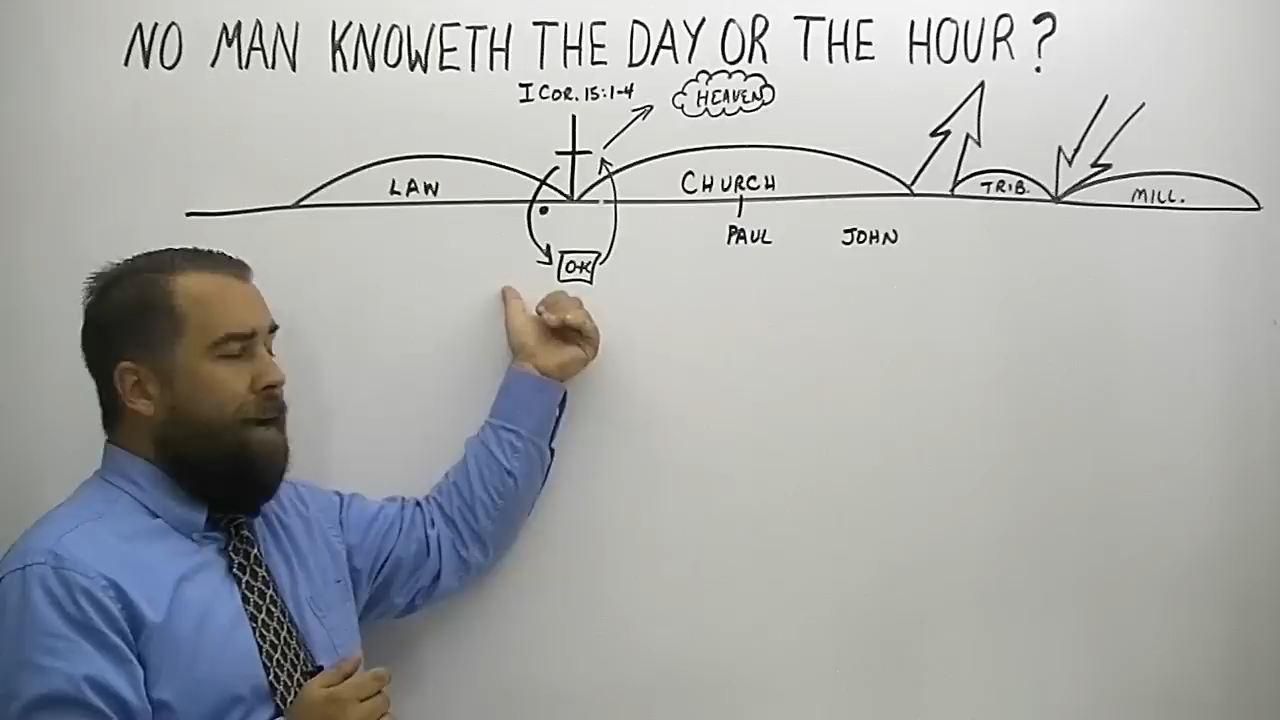 NO MAN KNOWETH THE DAY OR THE HOUR?
I COR. 15:1-4
HEAVEN
LAW
CHURCH
TRIB.
MILL.
PAUL
JOHN
OK